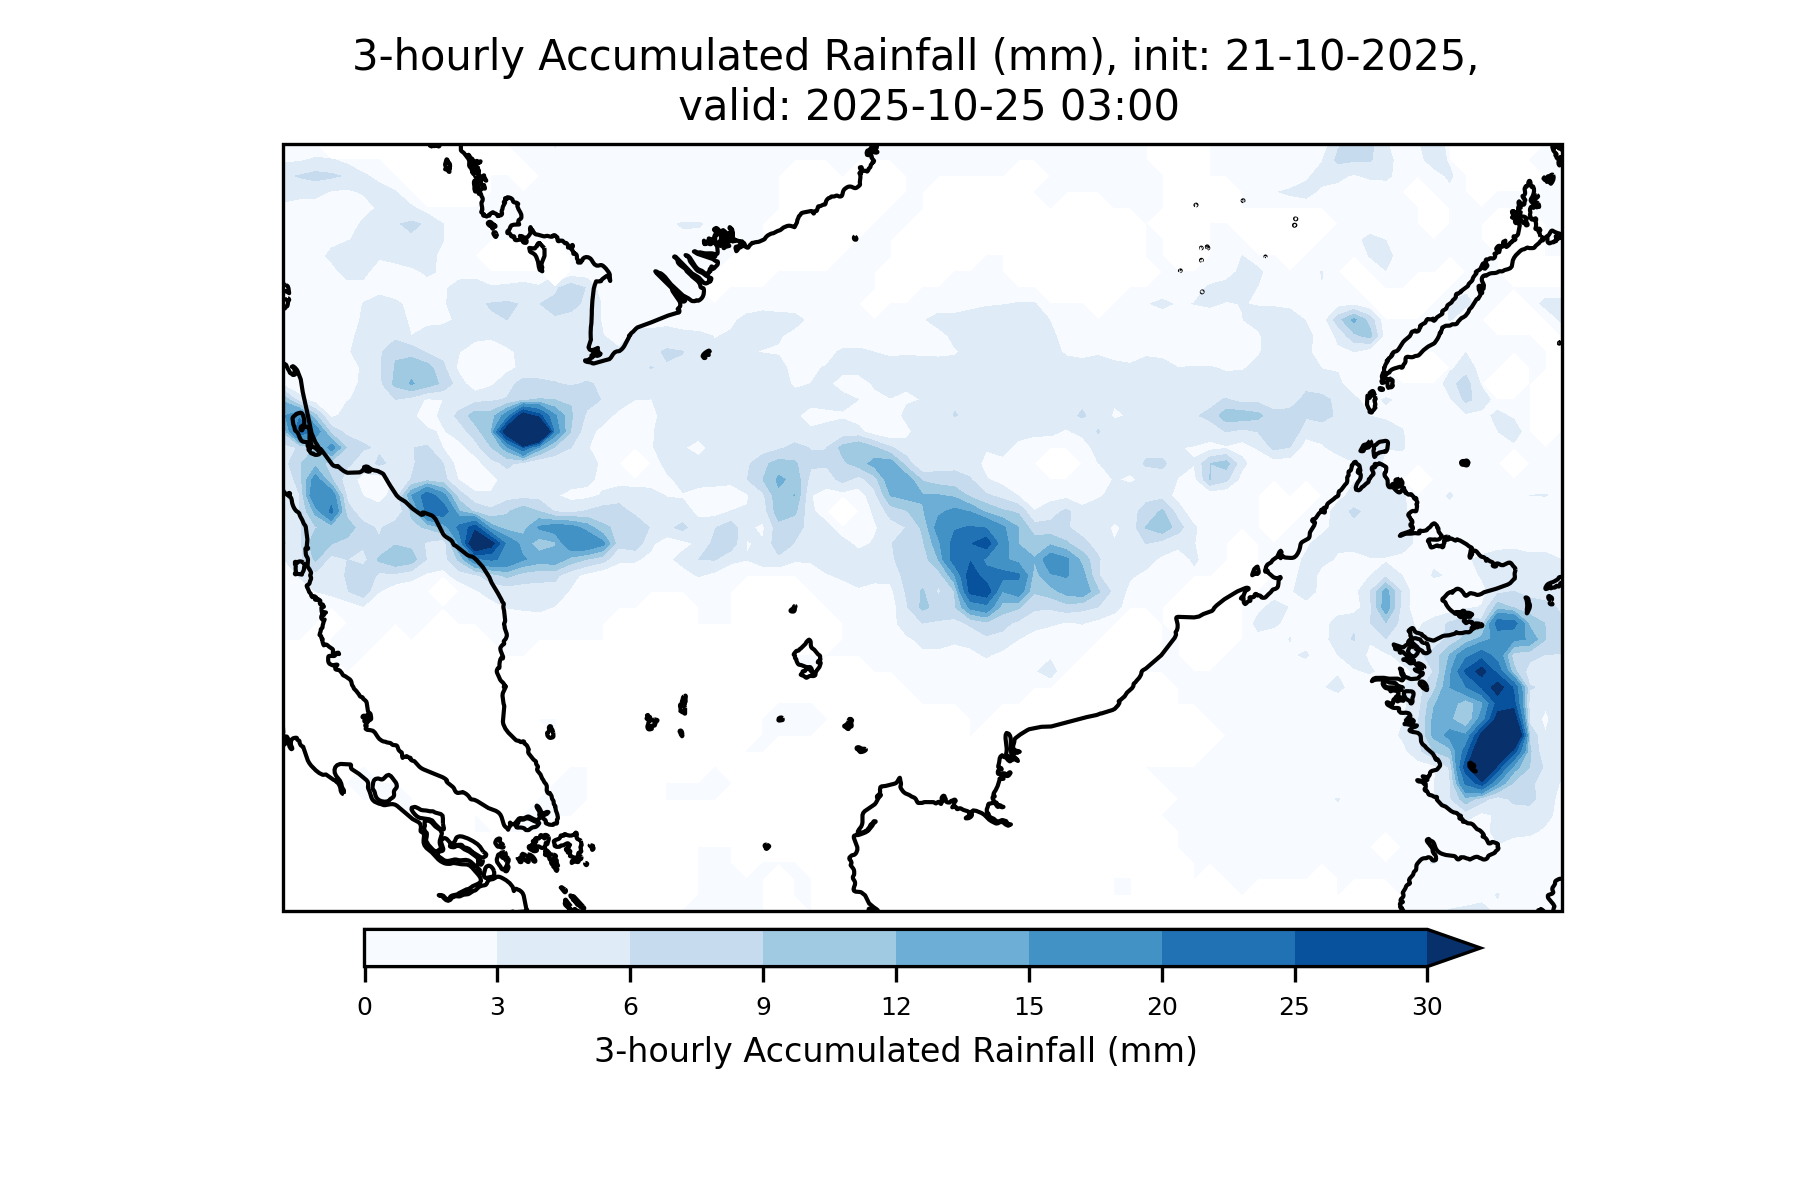 3-hourly Accumulated Rainfall (mm), init: 21-10-2025,
valid: 2025-10-25 03:00
0 3 6 9 12 15 20 25 30
3-hourly Accumulated Rainfall (mm)